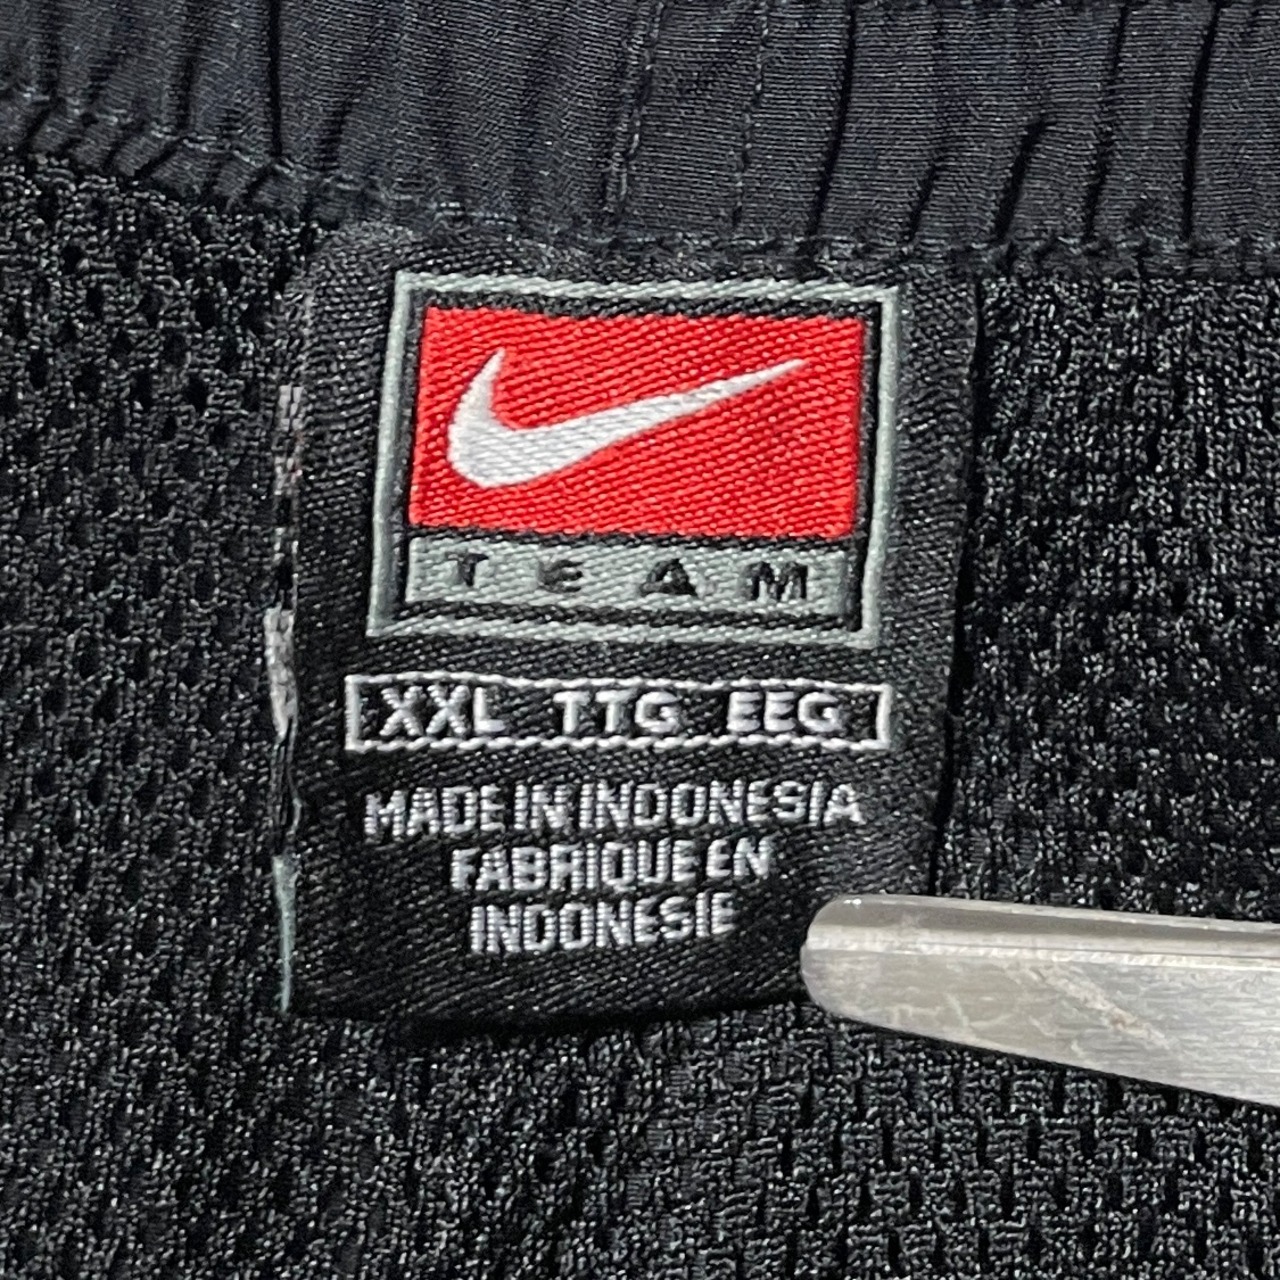 TEAM
XXL TTG EEG
MADE IN INDONESIA
FABRIQUE EN
INDONESIE